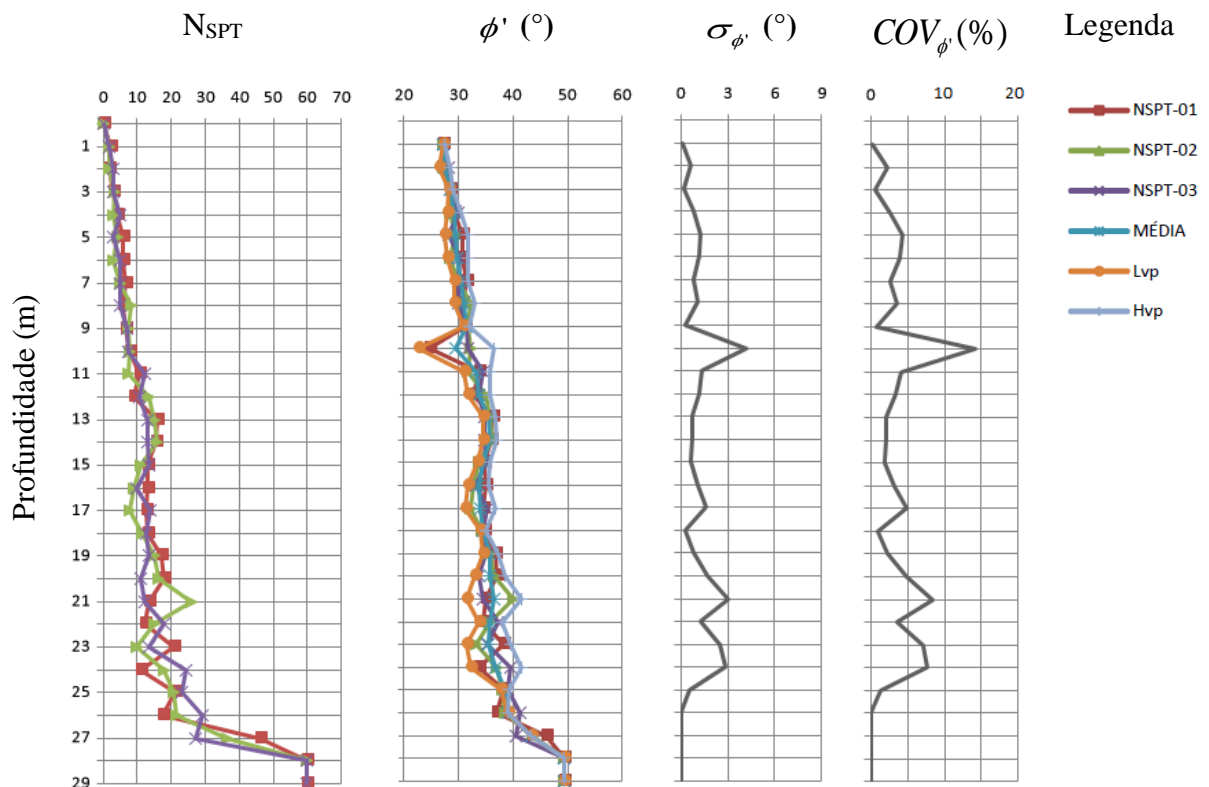 NSPT ϕ' (°) σϕ' (°) COVϕ'(%) Legenda
0 10 20 30 40 50 60 70 20 30 40 50 60 0 3 6 9 0 10 20
Profundidade (m)
1
3
5
7
9
11
13
15
17
19
21
23
25
27
29
NSPT-01
NSPT-02
NSPT-03
MÉDIA
Lvp
Hvp